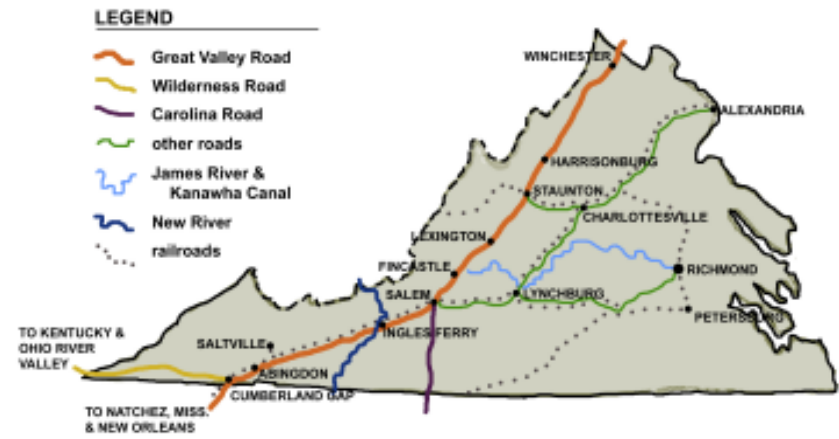 LEGEND
Great Valley Road
Wilderness Road
Carolina Road
other roads
James River &
Kanawha Canal
New River
railroads
WINCHESTER
ALEXANDRIA
HARRISONBURG
STAUNTON
CHARLOTTESVILLE
LEXINGTON
FINCASTLE
RICHMOND
SALEM
LYNCHBURG
PETERSBURG
INGLES FERRY
TO KENTUCKY &
OHIO RIVER
VALLEY
SALTVILLE
ABINGDON
CUMBERLAND GAP
TO NATCHEZ, MISS.
& NEW ORLEANS